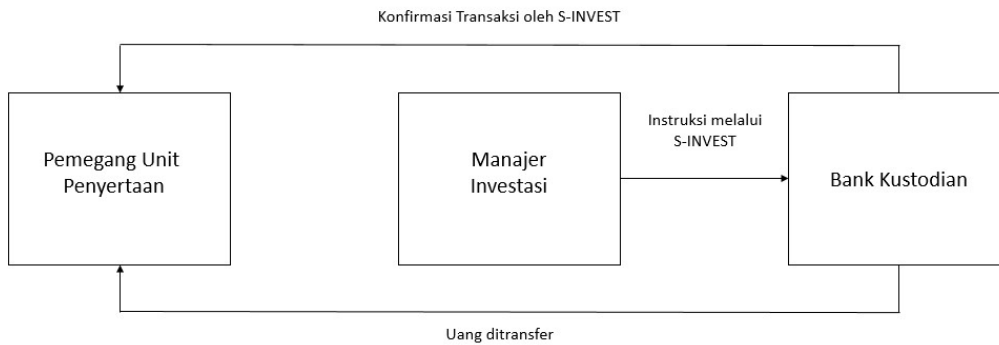 Konfirmasi Transaksi oleh S-INVEST
Pemegang Unit
Penyertaan
Manajer
Investasi
Instruksi melalui
S-INVEST
Bank Kustodian
Uang ditransfer